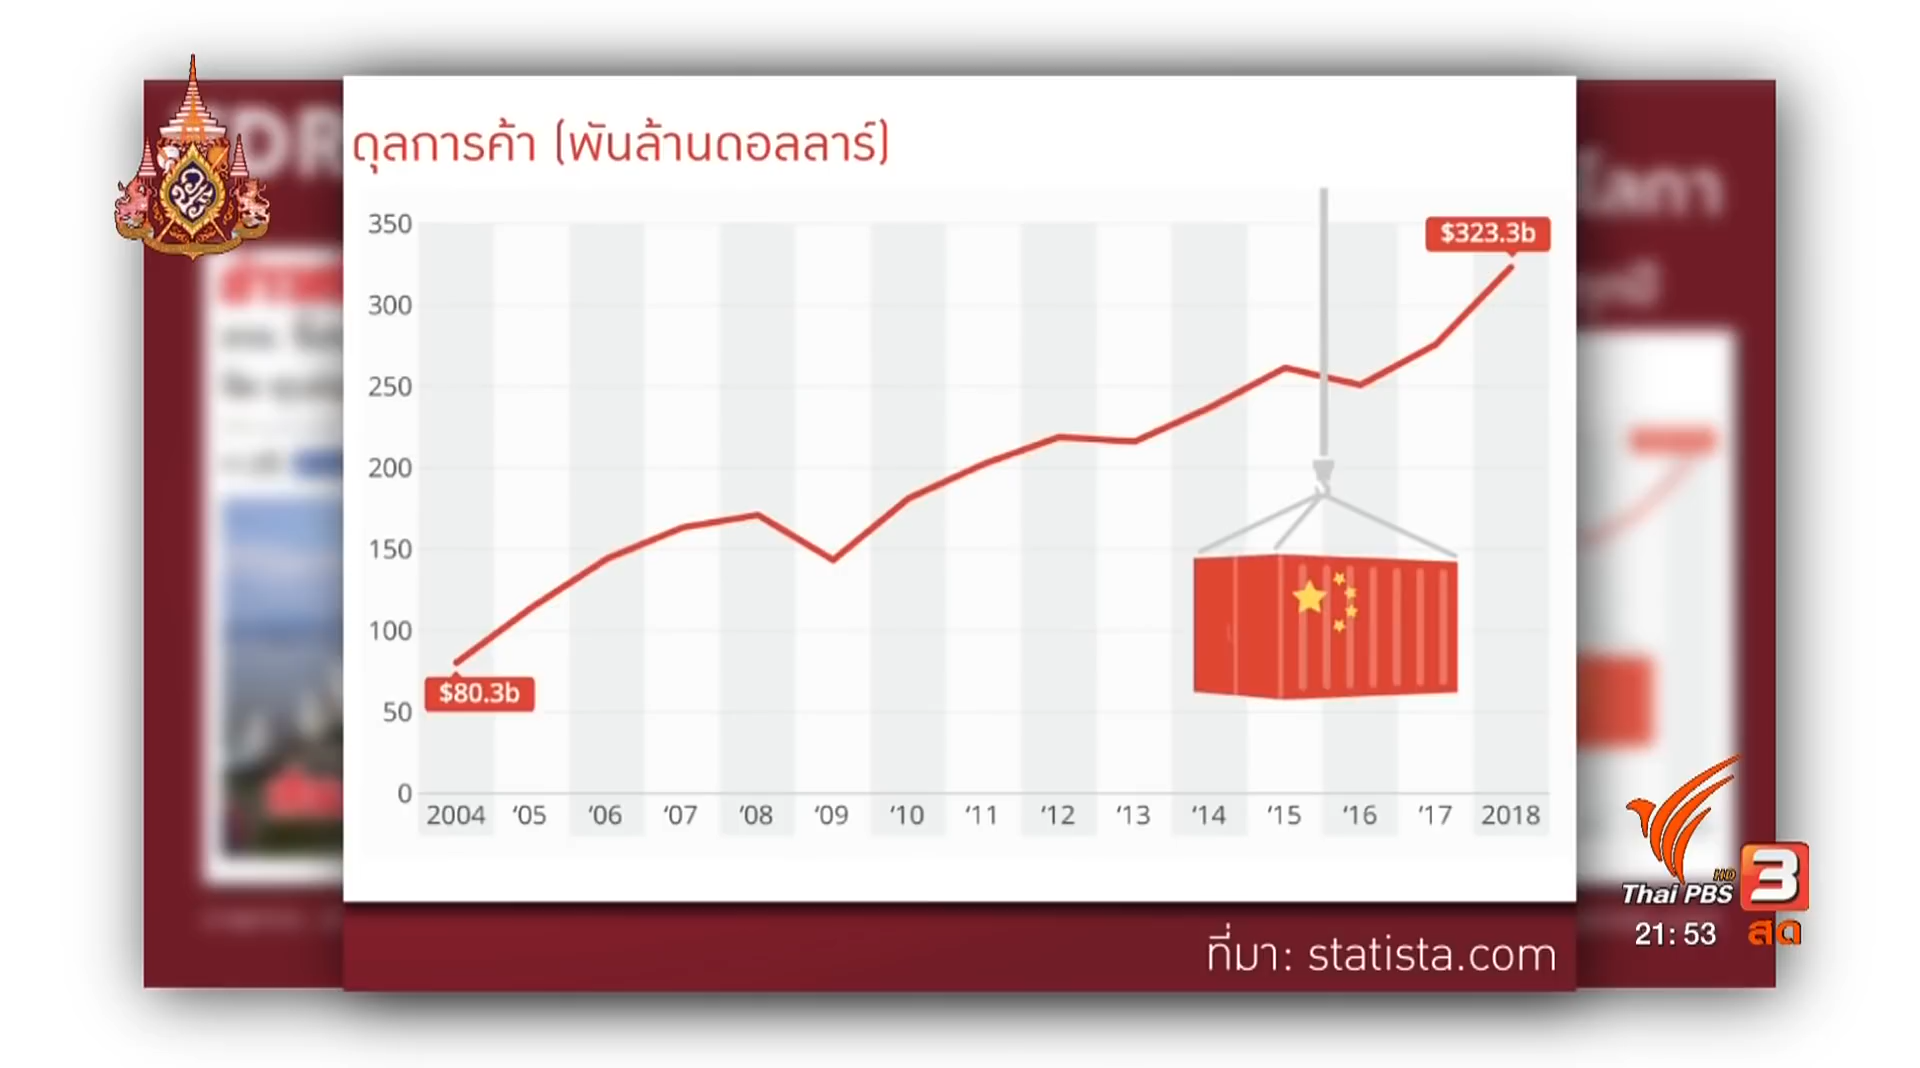 ดุลการค้า (พันล้านดอลลาร์)
350
300
250
200
150
100
50
0
$323.3b
$80.3b
2004 ‘05 ‘06 ‘07 ‘08 ‘09 ‘10 ‘11 ‘12 ‘13 ‘14 ‘15 ‘16 ‘17 2018
ที่มา: statista.com
HD
Thai PBS 3
21:53 สด